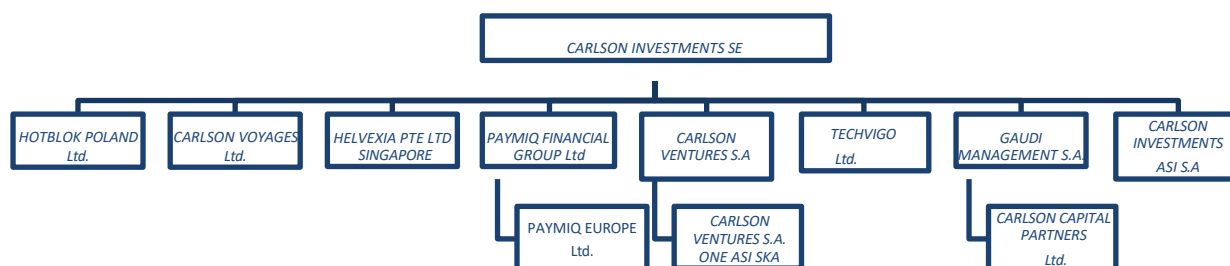 CARLSON INVESTMENTS SE
HOTBLOK POLAND
Ltd.
CARLSON VOYAGES
Ltd.
HELVEXIA PTE LTD
SINGAPORE
PAYMIQ FINANCIAL
GROUP Ltd
CARLSON
VENTURES S.A
TECHVIGO
Ltd.
GAUDI
MANAGEMENT S.A.
CARLSON
INVESTMENTS
ASI S.A
PAYMIQ EUROPE
Ltd.
CARLSON
VENTURES S.A.
ONE ASI SKA
CARLSON CAPITAL
PARTNERS
Ltd.